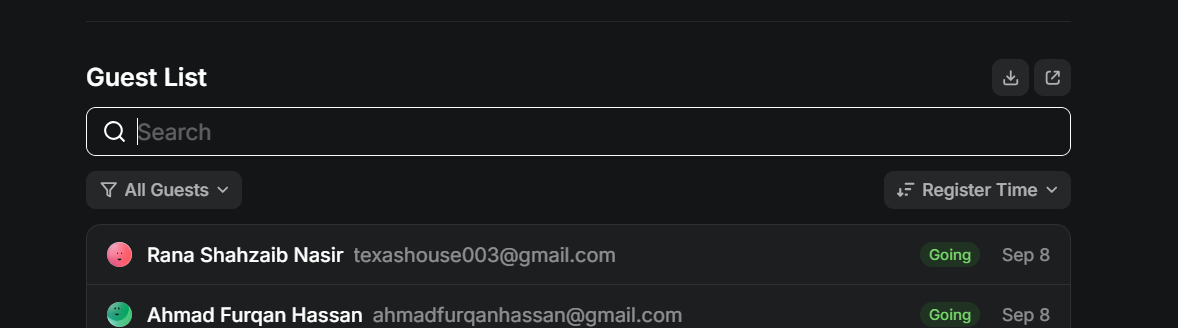 Guest List
Search
All Guests
Register Time
Rana Shahzaib Nasir texashouse003@gmail.com Going Sep 8
Ahmad Furqan Hassan ahmadfurqanhassan@gmail.com Going Sep 8